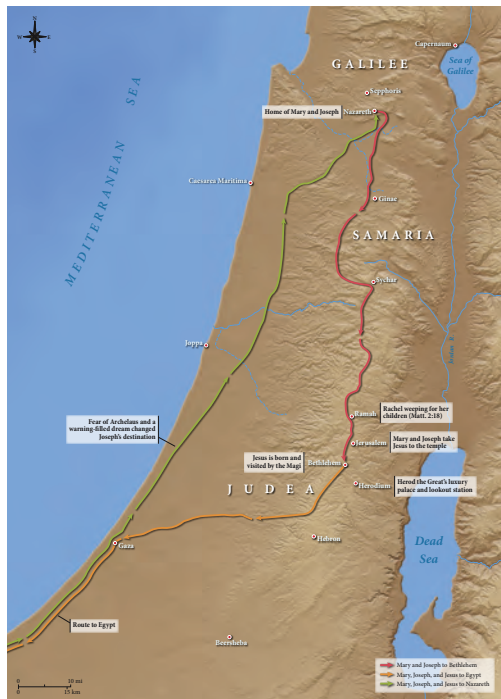 N
W E
S
Capernaum
Sea of
Galilee
GALILEE
Sepphoris
Home of Mary and Joseph
Nazareth
MEDITERRANEAN SEA
Caesarea Maritima
Ginae
SAMARIA
Sychar
Jordan R.
Joppa
Ramah
Rachel weeping for her
children (Matt. 2:18)
Fear of Archelaus and a
warning-filled dream changed
Joseph's destination
Jerusalem
Mary and Joseph take
Jesus to the temple
Jesus is born and
visited by the Magi
Bethlehem
JUDEA
Herodium
Herod the Great's luxury
palace and lookout station
Gaza
Hebron
Dead
Sea
Route to Egypt
Beersheba
0 10 mi
0 15 km
Mary and Joseph to Bethlehem
Mary, Joseph, and Jesus to Egypt
Mary, Joseph, and Jesus to Nazareth